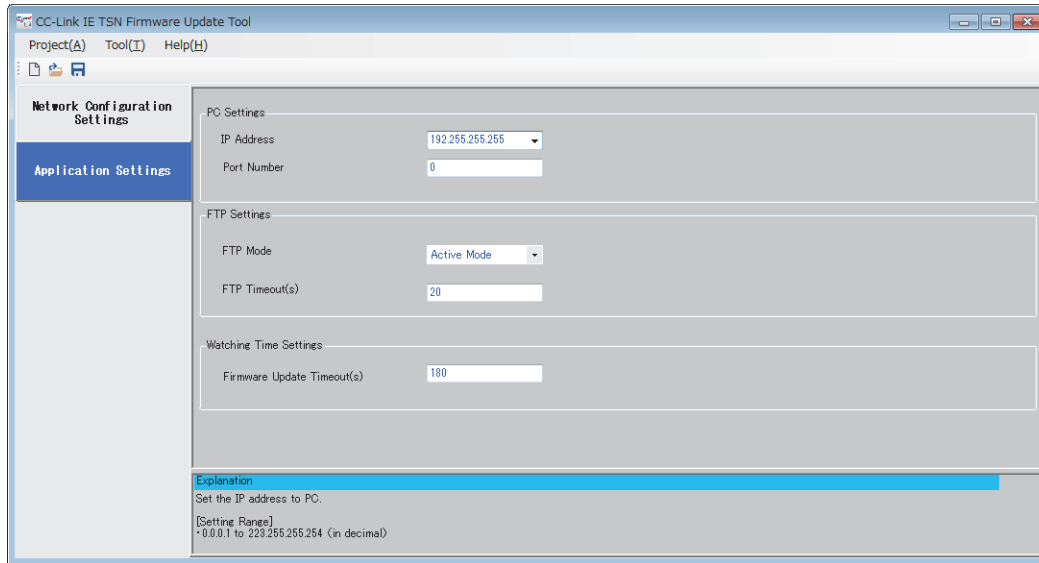 CC-Link IE TSN Firmware Update Tool
Project(A) Tool(T) Help(H)
Network Configuration
Settings
Application Settings
PC Settings
IP Address 192.255.255.255
Port Number 0
FTP Settings
FTP Mode Active Mode
FTP Timeout(s) 20
Watching Time Settings
Firmware Update Timeout(s) 180
Explanation
Set the IP address to PC.
[Setting Range]
・0.0.0.1 to 223.255.255.254 (in decimal)